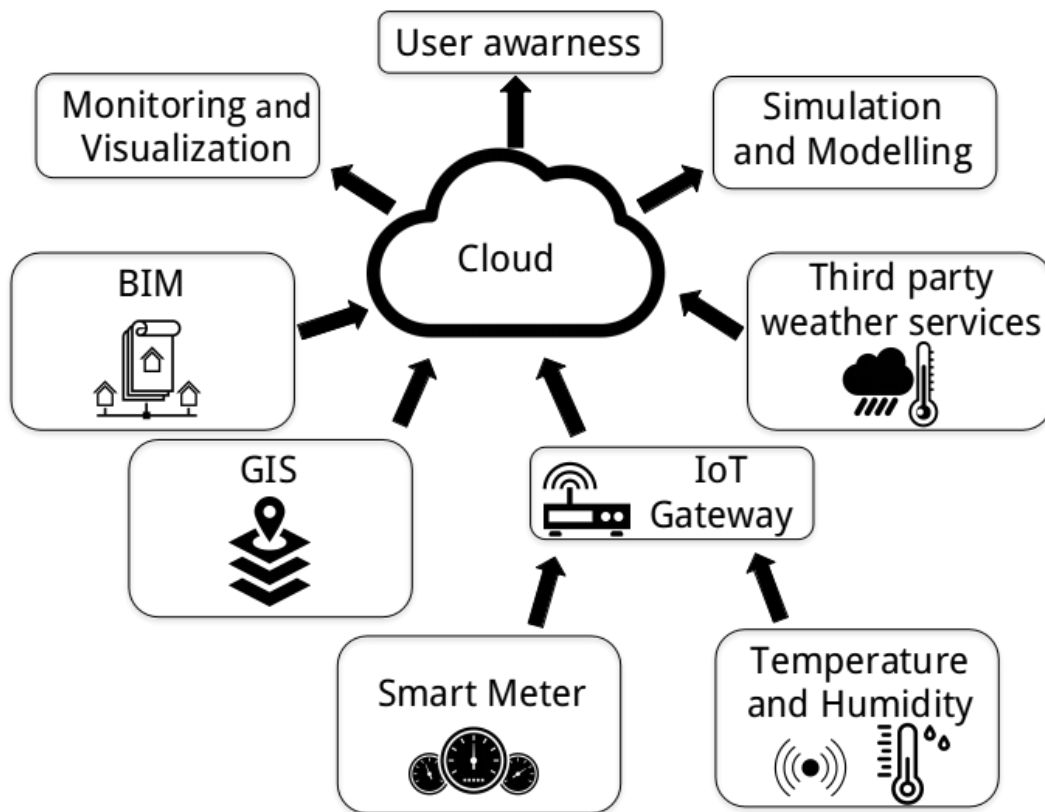 User awarness
Monitoring and
Visualization
Simulation
and Modelling
Cloud
BIM
Third party
weather services
GIS
IoT
Gateway
Smart Meter
Temperature
and Humidity